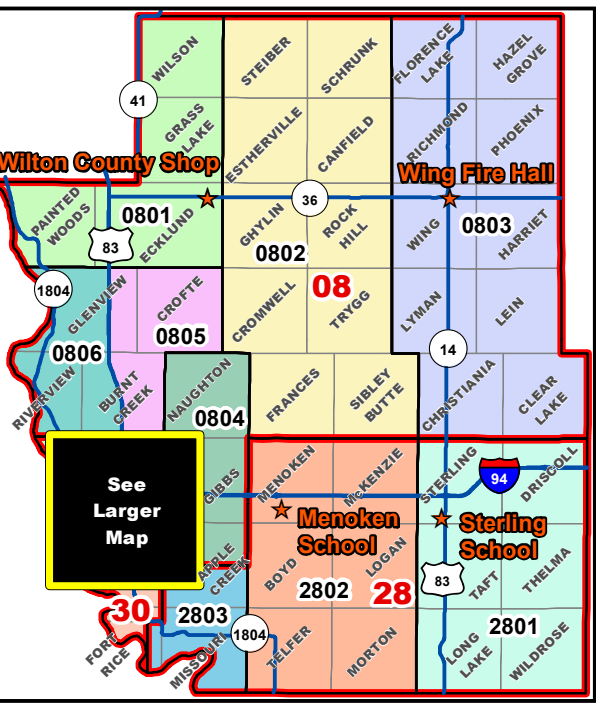 WILSON
STEIBER
SCHRUNK
FLORENCE
LAKE
HAZEL
GROVE
41
GRASS
LAKE
ESTHERVILLE
CANFIELD
RICHMOND
PHOENIX
Wilton County Shop
Wing Fire Hall
PAINTED
WOODS
0801
ECKLUND
83
36
GHYLIN
0802
ROCK
HILL
WING
0803
HARRIET
1804
GLENVIEW
CROFTE
0805
CROMWELL
08
TRYGG
LYMAN
LEIN
0806
14
RIVERVIEW
BURNT
CREEK
NAUGHTON
0804
FRANCES
SIBLEY
BUTTE
CHRISTIANIA
CLEAR
LAKE
See
Larger
Map
GIBBS
MENOKEN
McKENZIE
STERLING
94
DRISCOLL
Menoken
School
Sterling
School
APPLE
CREEK
BOYD
LOGAN
2802
28
83
TAFT
THELMA
30
2803
2801
FORT
RICE
MISSOURI
1804
TELFER
MORTON
LONG
LAKE
WILDROSE